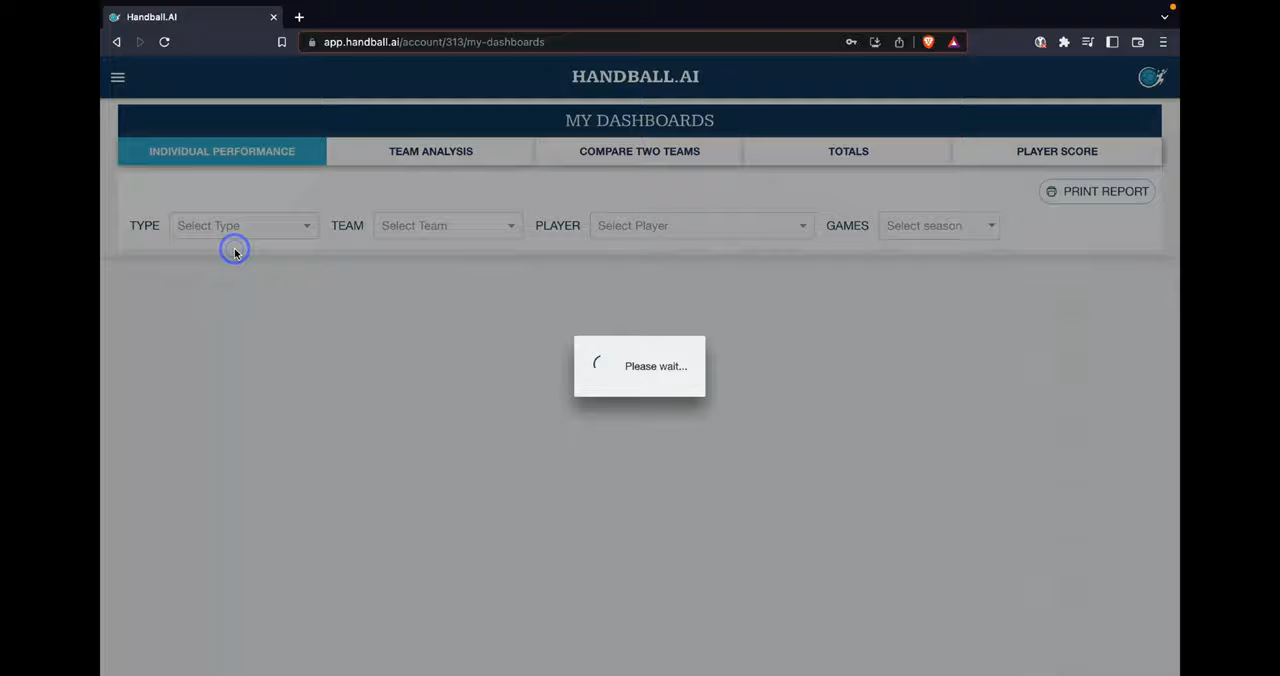 Handball.AI
app.handball.ai/account/313/my-dashboards
HANDBALL.AI
MY DASHBOARDS
INDIVIDUAL PERFORMANCE TEAM ANALYSIS COMPARE TWO TEAMS TOTALS PLAYER SCORE
PRINT REPORT
TYPE Select Type TEAM Select Team PLAYER Select Player GAMES Select season
Please wait...